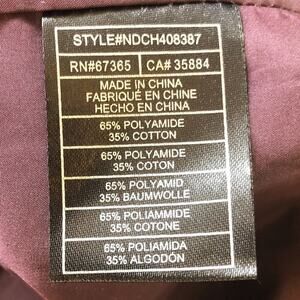 STYLE#NDCH408387
RN#67365 CA# 35884
MADE IN CHINA
FABRIQUÉ EN CHINE
HECHO EN CHINA
65% POLYAMIDE
35% COTTON
65% POLYAMIDE
35% COTON
65% POLYAMID
35% BAUMWOLLE
65% POLIAMMIDE
35% COTONE
65% POLIAMIDA
35% ALGODÓN